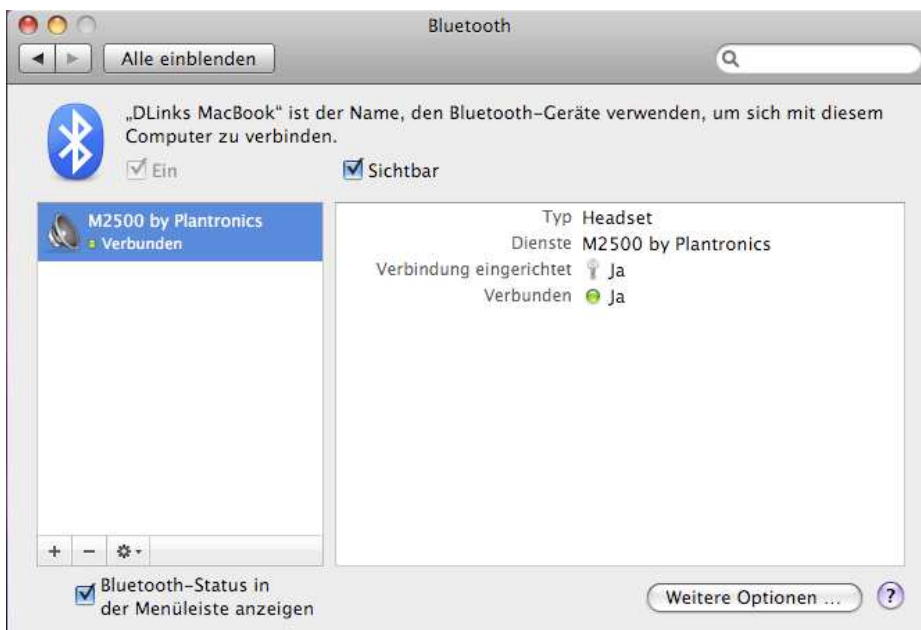 Bluetooth
Alle einblenden
„DLinks MacBook“ ist der Name, den Bluetooth-Geräte verwenden, um sich mit diesem
Computer zu verbinden.
Ein
Sichtbar
M2500 by Plantronics
Verbunden
Typ Headset
Dienste M2500 by Plantronics
Verbindung eingerichtet Ja
Verbunden Ja
+ −
Bluetooth-Status in
der Menüleiste anzeigen
Weitere Optionen ...
?